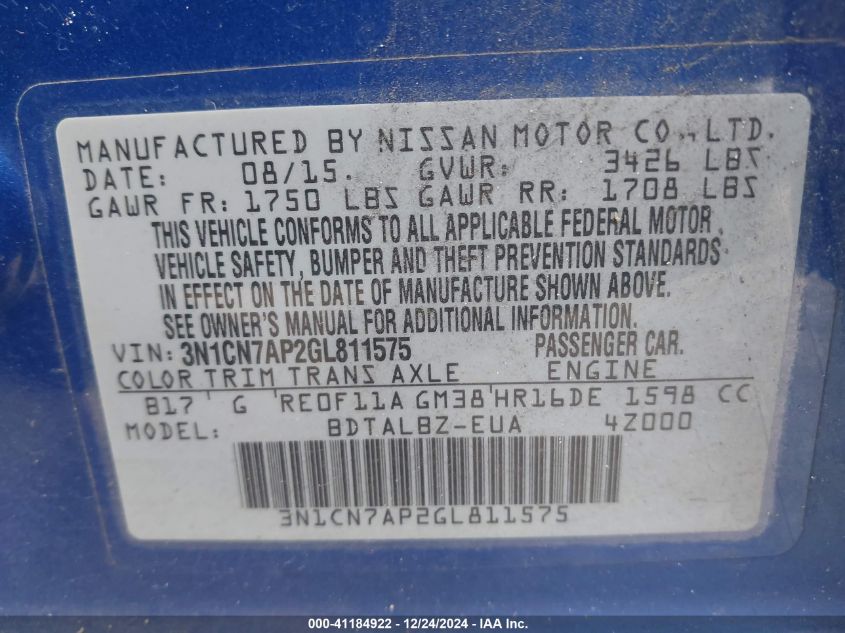 MANUFACTURED BY NISSAN MOTOR CO., LTD.
DATE: 08/15. GVWR: 3426 LBS
GAWR FR: 1750 LBS GAWR RR: 1708 LBS
THIS VEHICLE CONFORMS TO ALL APPLICABLE FEDERAL MOTOR
VEHICLE SAFETY, BUMPER AND THEFT PREVENTION STANDARDS
IN EFFECT ON THE DATE OF MANUFACTURE SHOWN ABOVE.
SEE OWNER'S MANUAL FOR ADDITIONAL INFORMATION.
VIN: 3N1CN7AP2GL811575 PASSENGER CAR.
COLOR TRIM TRANS AXLE ENGINE
B17 G RE0F11A GM38 HR16DE 1598 CC
MODEL: BDTALBZ-EUA 4Z000
3N1CN7AP2GL811575
000-41184922 • 12/24/2024 • IAAI.com